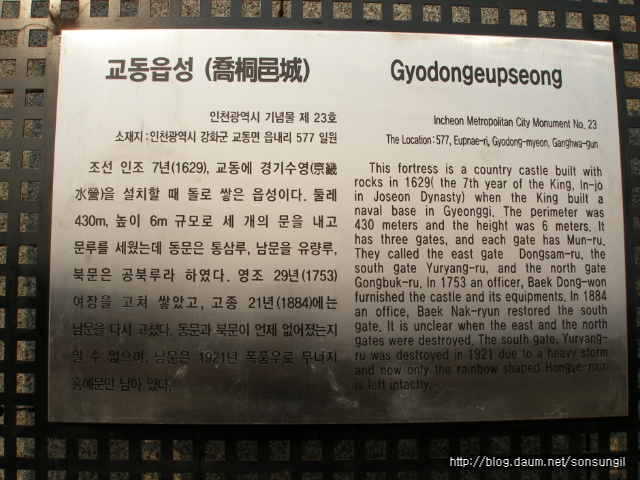 교동읍성 (喬桐邑城)
인천광역시 기념물 제 23호
소재지 : 인천광역시 강화군 교동면 읍내리 577 일원
조선 인조 7년(1629), 교동에 경기수영(京畿
水營)을 설치할 때 돌로 쌓은 읍성이다. 둘레
430m, 높이 6m 규모로 세 개의 문을 내고
문루를 세웠는데 동문은 통삼루, 남문을 유량루,
북문은 공북루라 하였다. 영조 29년(1753)
여장을 고쳐 쌓았고, 고종 21년(1884)에는
남문을 다시 고쳤다. 동문과 북문이 언제 없어졌는지
알 수 없으며, 남문은 1921년 폭풍우로 무너져
홍예문만 남아 있다.
Gyodongeupseong
Incheon Metropolitan City Monument No. 23
The Location : 577, Eupnae-ri, Gyodong-myeon, Ganghwa-gun
This fortress is a country castle built with
rocks in 1629( the 7th year of the King, In-jo
in Joseon Dynasty) when the King built a
naval base in Gyeonggi. The perimeter was
430 meters and the height was 6 meters. It
has three gates, and each gate has Mun-ru.
They called the east gate Dongsam-ru, the
south gate Yuryang-ru, and the north gate
Gongbuk-ru. In 1753 an officer, Baek Dong-won
furnished the castle and its equipments. In 1884
an office, Baek Nak-ryun restored the south
gate. It is unclear when the east and the north
gates were destroyed. The south gate, Yuryang-
ru was destroyed in 1921 due to a heavy storm
and now only the rainbow shaped Hongye-mun
is left intactly.
http://blog.daum.net/sonsungil